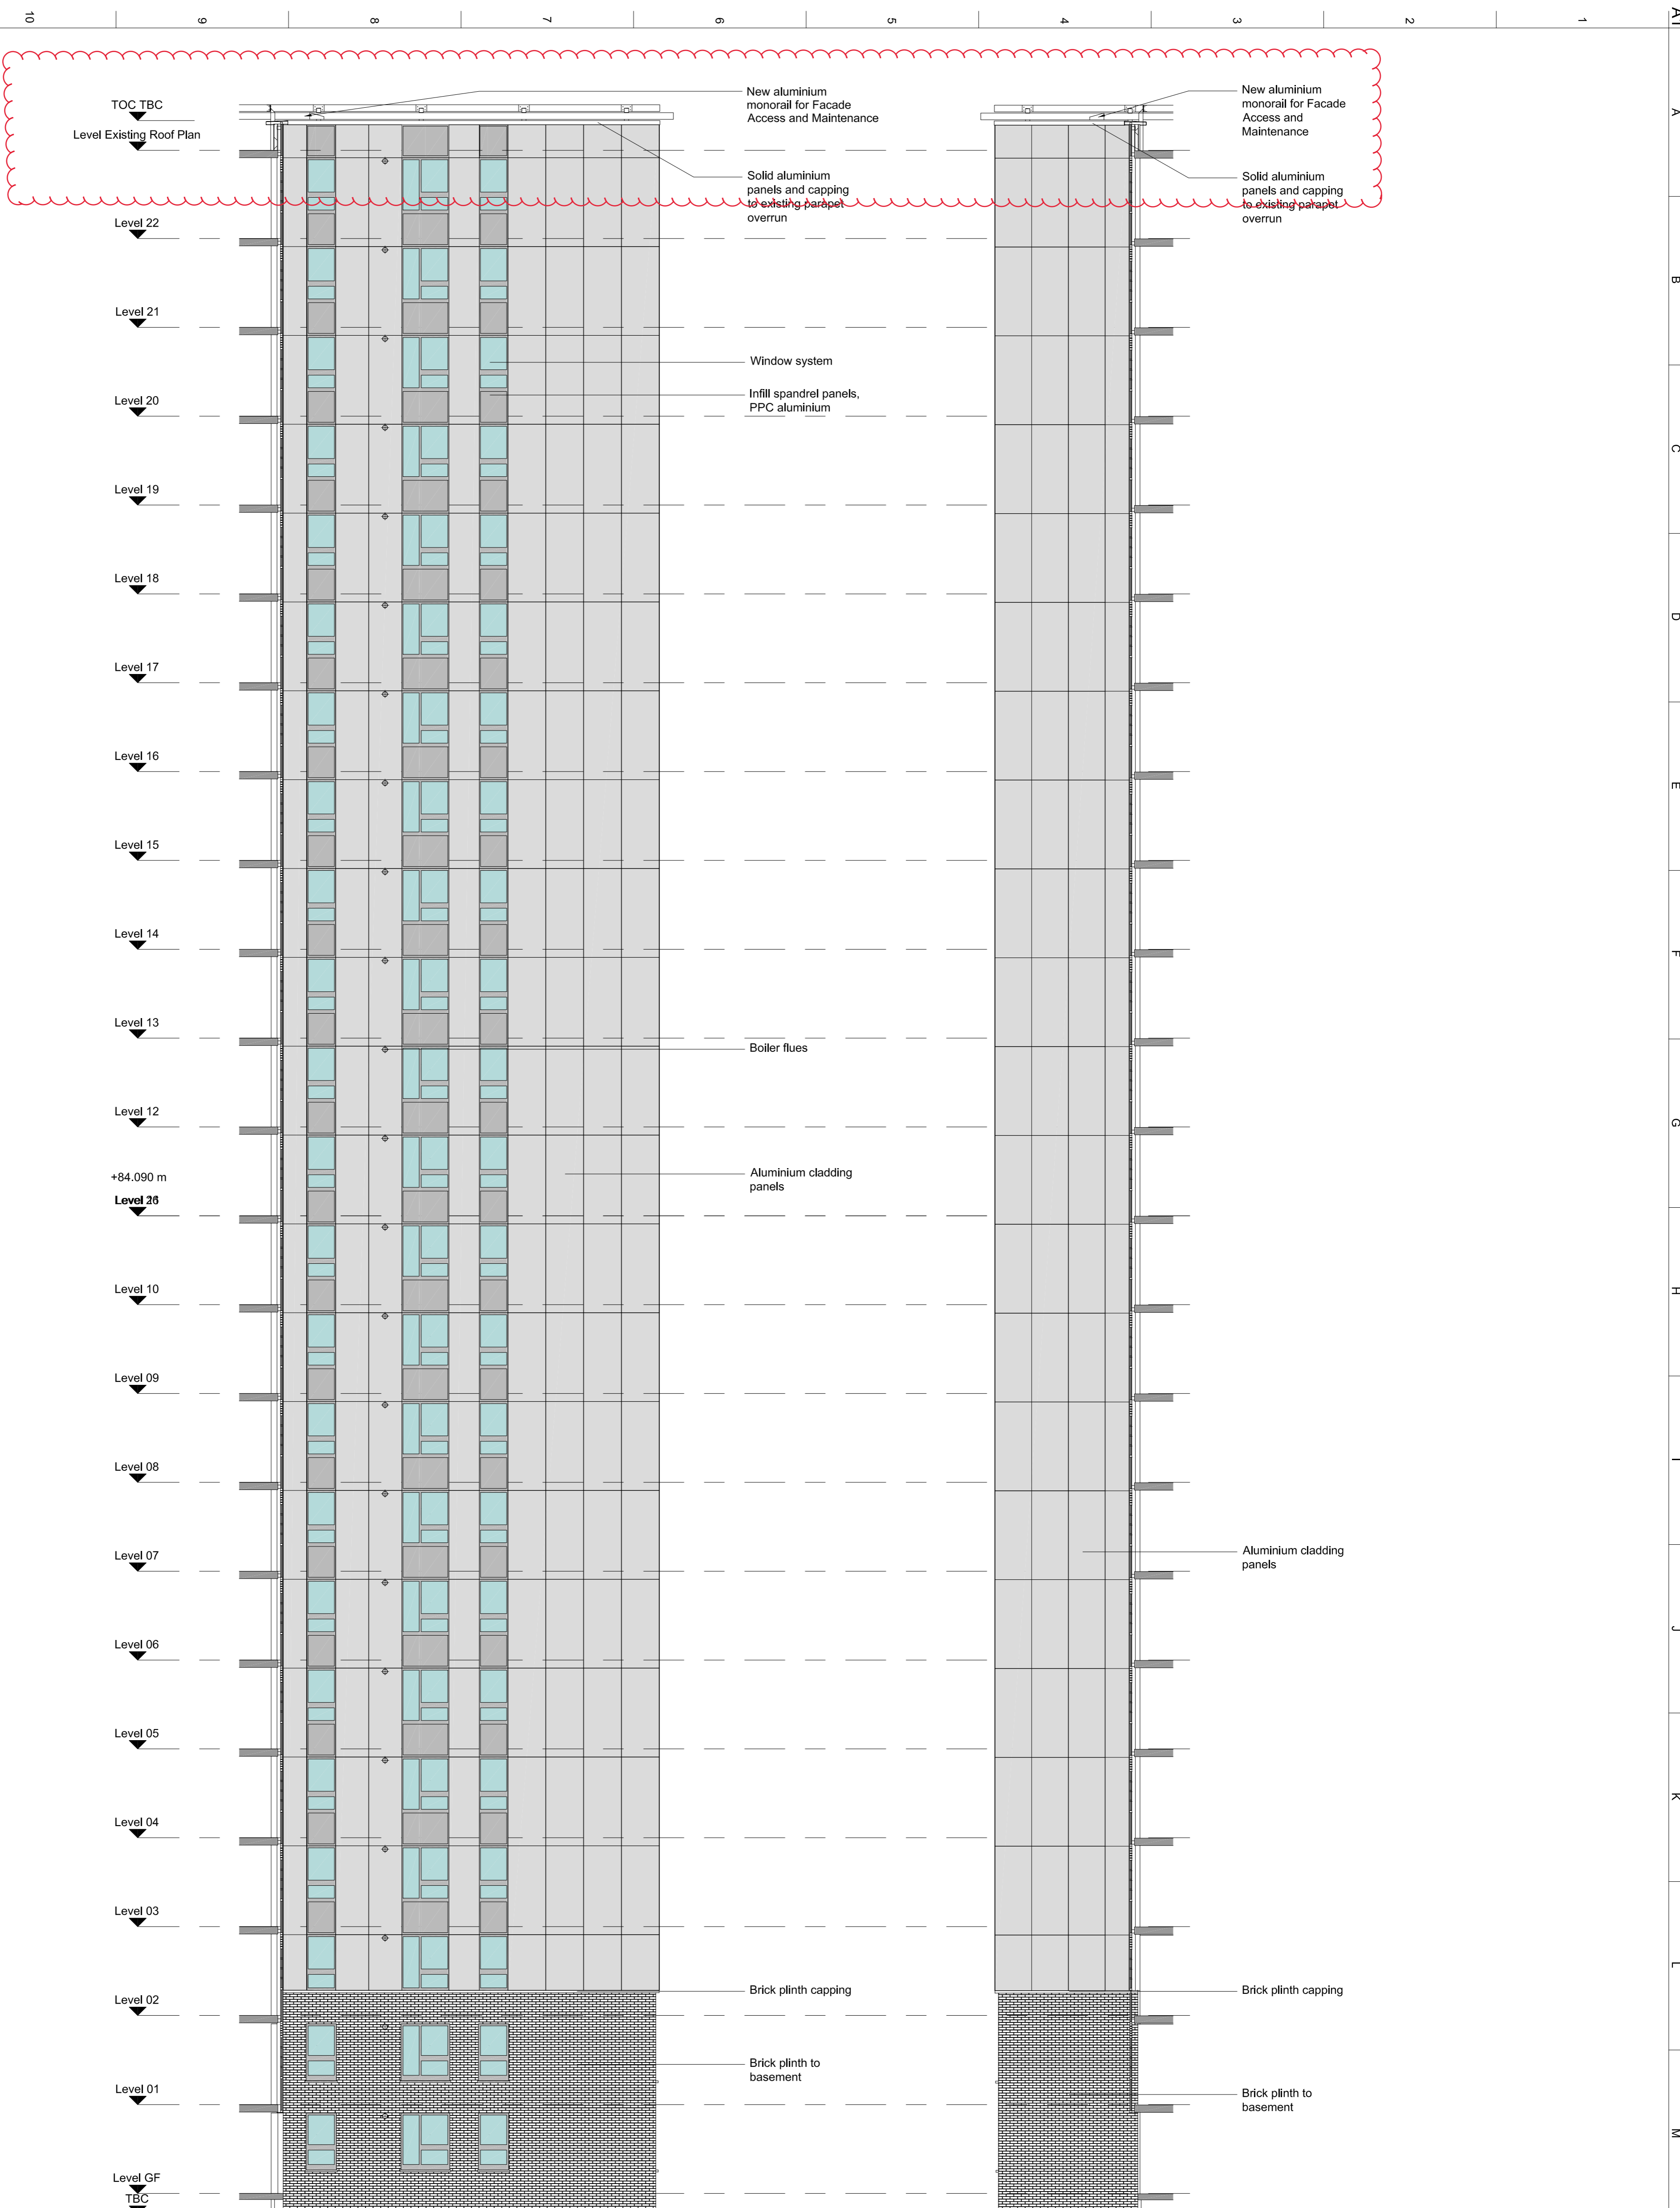 10
9
8
7
6
5
4
3
2
1
A
B
C
D
E
F
G
H
I
J
K
L
M
TOC TBC
Level Existing Roof Plan
Level 22
Level 21
Level 20
Level 19
Level 18
Level 17
Level 16
Level 15
Level 14
Level 13
Level 12
+84.090 m
Level
Level 10
Level 09
Level 08
Level 07
Level 06
Level 05
Level 04
Level 03
Level 02
Level 01
Level GF
TBC
New aluminium
monorail for Facade
Access and Maintenance
Solid aluminium
panels and capping
to existing parapet
overrun
Window system
Infill spandrel panels,
PPC aluminium
Boiler flues
Aluminium cladding
panels
Brick plinth capping
Brick plinth to
basement
New aluminium
monorail for Facade
Access and
Maintenance
Solid aluminium
panels and capping
to existing parapet
overrun
Aluminium cladding
panels
Brick plinth capping
Brick plinth to
basement